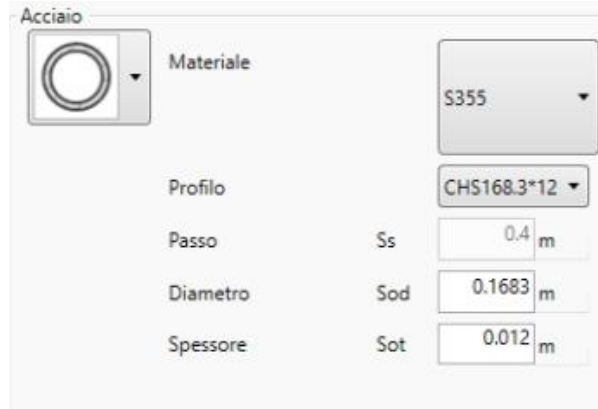 Acciaio
Materiale
S355
Profilo CHS168.3*12
Passo Ss 0.4 m
Diametro Sod 0.1683 m
Spessore Sot 0.012 m